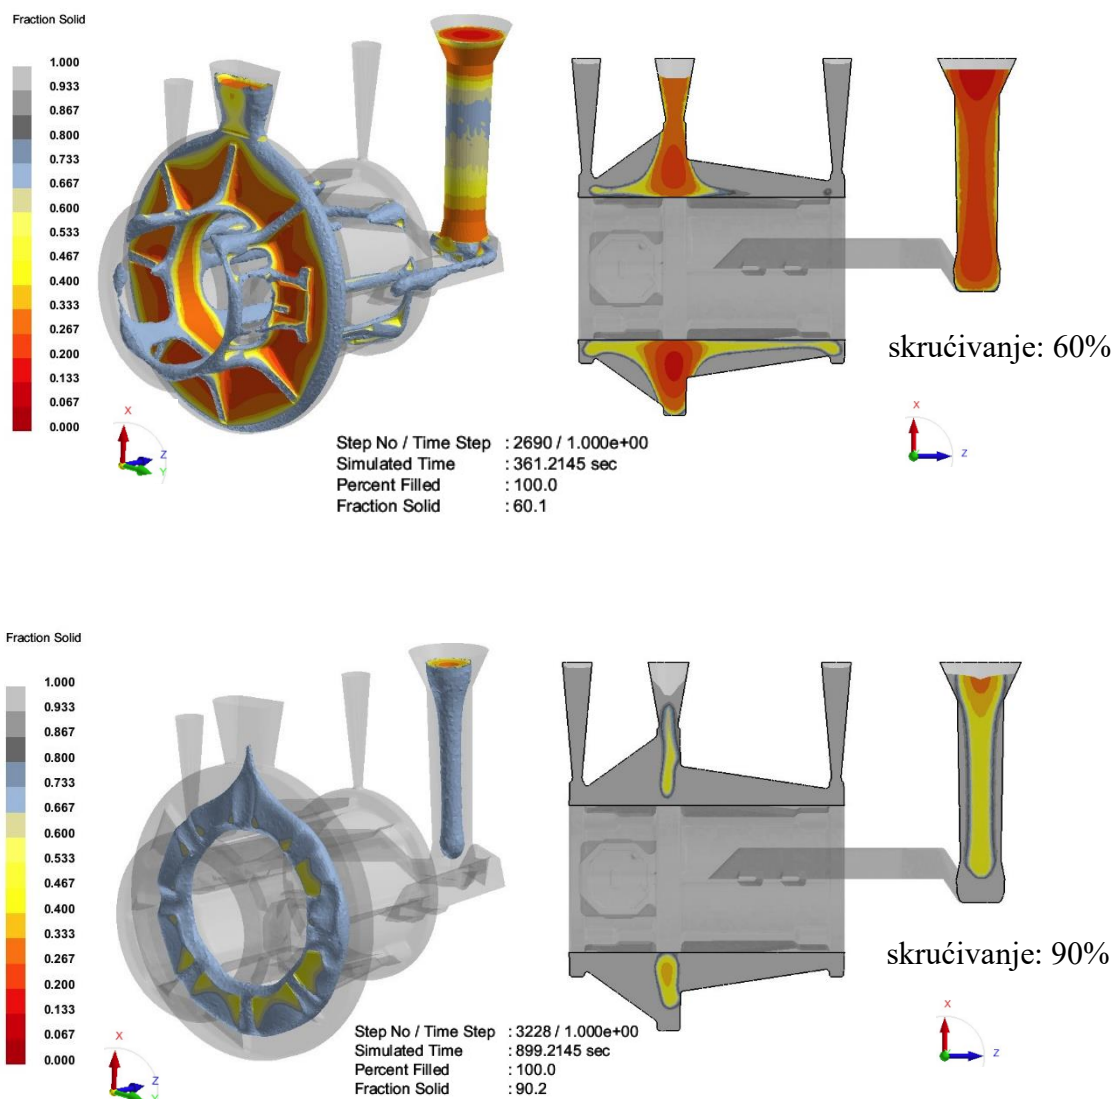 Fraction Solid
1.000
0.933
0.867
0.800
0.733
0.667
0.600
0.533
0.467
0.400
0.333
0.267
0.200
0.133
0.067
0.000
X
Z
Y
skrućivanje: 60%
X
Z
Step No / Time Step : 2690 / 1.000e+00
Simulated Time : 361.2145 sec
Percent Filled : 100.0
Fraction Solid : 60.1
Fraction Solid
1.000
0.933
0.867
0.800
0.733
0.667
0.600
0.533
0.467
0.400
0.333
0.267
0.200
0.133
0.067
0.000
X
Z
Y
skrućivanje: 90%
X
Z
Step No / Time Step : 3228 / 1.000e+00
Simulated Time : 899.2145 sec
Percent Filled : 100.0
Fraction Solid : 90.2